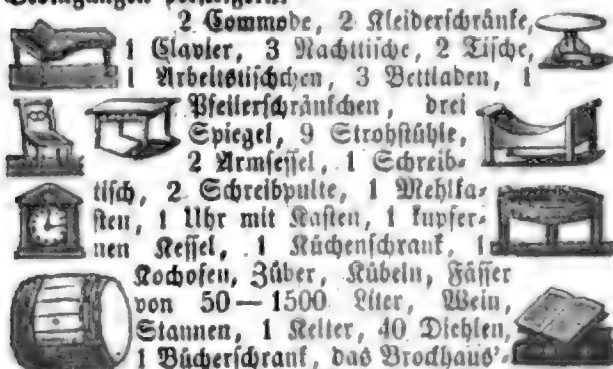 2 Commode, 2 Kleiderschränke,
1 Clavier, 3 Nachttische, 2 Tische,
1 Arbeitstischchen, 3 Bettladen, 1
Pfeilerschränkchen, drei
Spiegel, 9 Strohstühle,
2 Armsessel, 1 Schreib-
tisch, 2 Schreibpulte, 1 Mehlka-
sten, 1 Uhr mit Kasten, 1 kupfer-
nen Kessel, 1 Küchenschrank, 1
Kochofen, Züber, Kübeln, Fässer
von 50 — 1500 Liter, Wein,
Stannen, 1 Kelter, 40 Diehlen,
1 Bücherschrank, das Brockhaus'-